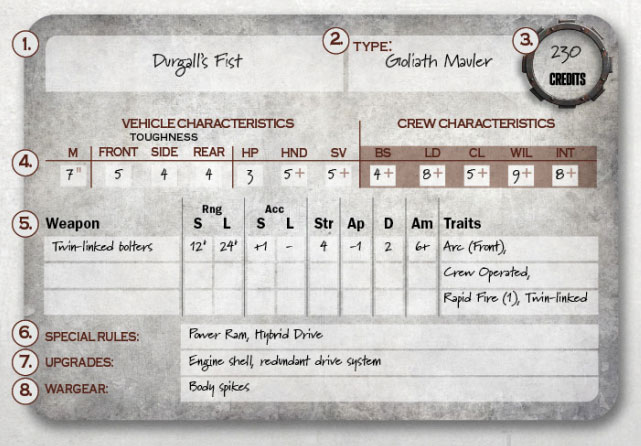 1. Durgall's Fist 2. TYPE: Goliath Mauler 3. 230 CREDITS
VEHICLE CHARACTERISTICS CREW CHARACTERISTICS
TOUGHNESS
4. M FRONT SIDE REAR HP HND SV BS LD CL WIL INT
7" 5 4 4 3 5+ 5+ 4+ 8+ 5+ 9+ 8+
Rng Acc
5. Weapon S L S L Str Ap D Am Traits
Twin-linked bolters 12" 24" +1 - 4 -1 2 6+ Arc (Front),
Crew Operated,
Rapid Fire (1), Twin-linked
6. SPECIAL RULES: Power Ram, Hybrid Drive
7. UPGRADES: Engine shell, redundant drive system
8. WARGEAR: Body spikes